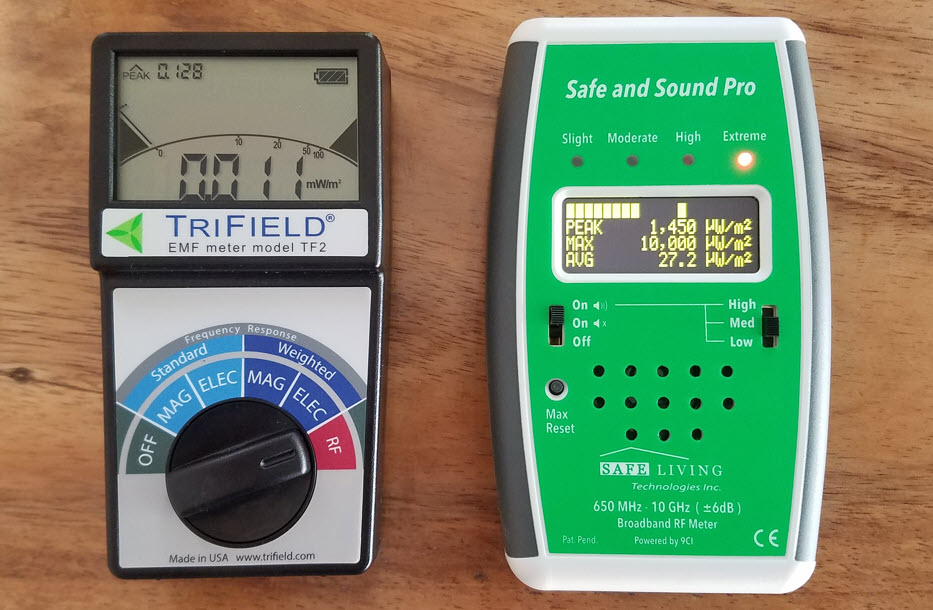 PEAK 0.128
0 10 20 50 100
0011 mW/m²
TRIFIELD®
EMF meter model TF2
Frequency Response
Standard Weighted
OFF MAG ELEC MAG ELEC RF
Made in USA www.trifield.com
Safe and Sound Pro
Slight Moderate High Extreme
PEAK 1,450 µW/m²
MAX 10,000 µW/m²
AVG 27.2 µW/m²
On High
On Med
Off Low
Max
Reset
SAFE LIVING
Technologies Inc.
650 MHz - 10 GHz ( ±6dB )
Broadband RF Meter
Pat. Pend. Powered by 9CI CE